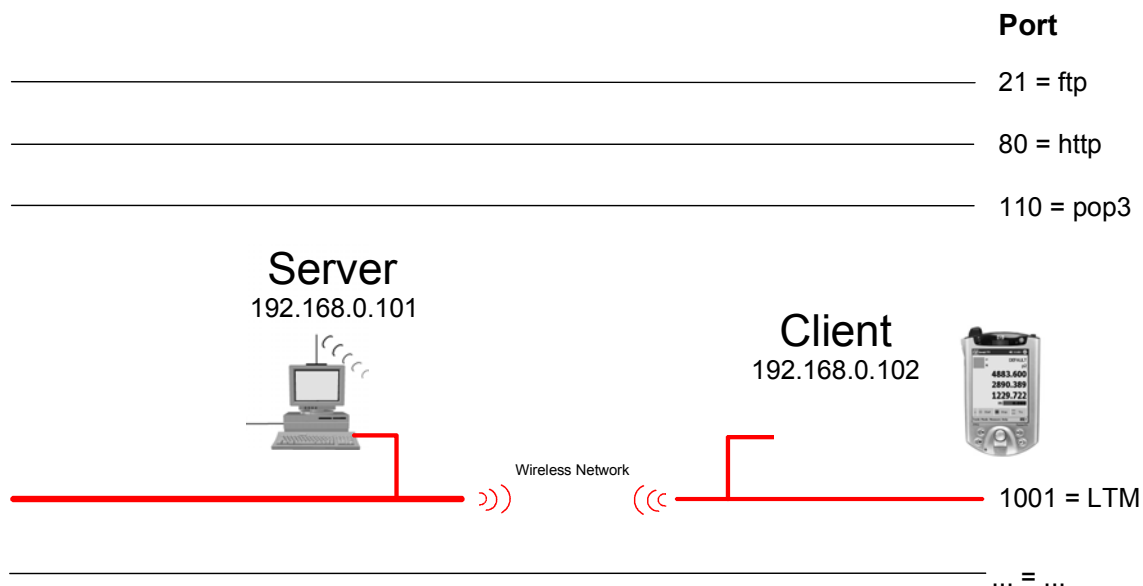 Port
21 = ftp
80 = http
110 = pop3
Server
192.168.0.101
Client
192.168.0.102
DEFAULT
4883.600
2890.389
1229.722
Wireless Network
1001 = LTM
... = ...